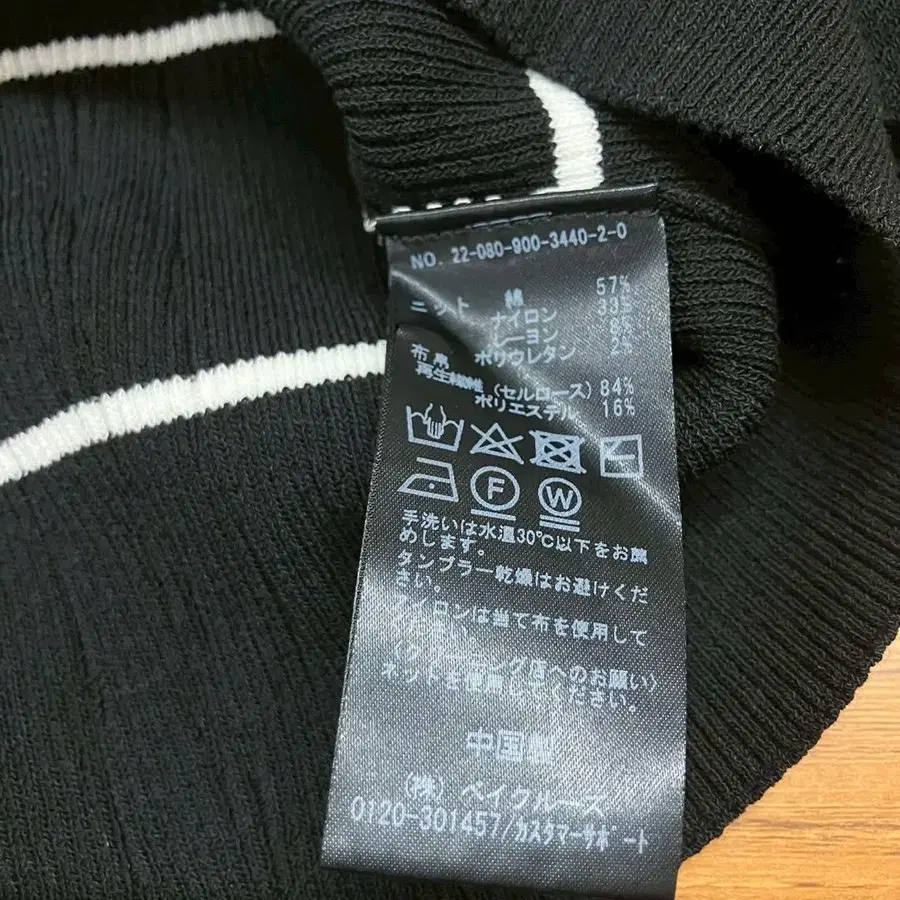 NO. 22-080-900-3440-2-0
ニット 綿 57%
ナイロン 33%
レーヨン 8%
ポリウレタン 2%
布帛
再生繊維 (セルロース) 84%
ポリエステル 16%
F W
手洗いは水温30℃以下をお薦
めします。
タンブラー乾燥はお避けくだ
さい。
アイロンは当て布を使用して
ください。
(クリーニング店へのお願い)
ネットを使用してください。
中国製
(株) ベイクルーズ
0120-301457/カスタマーサポート